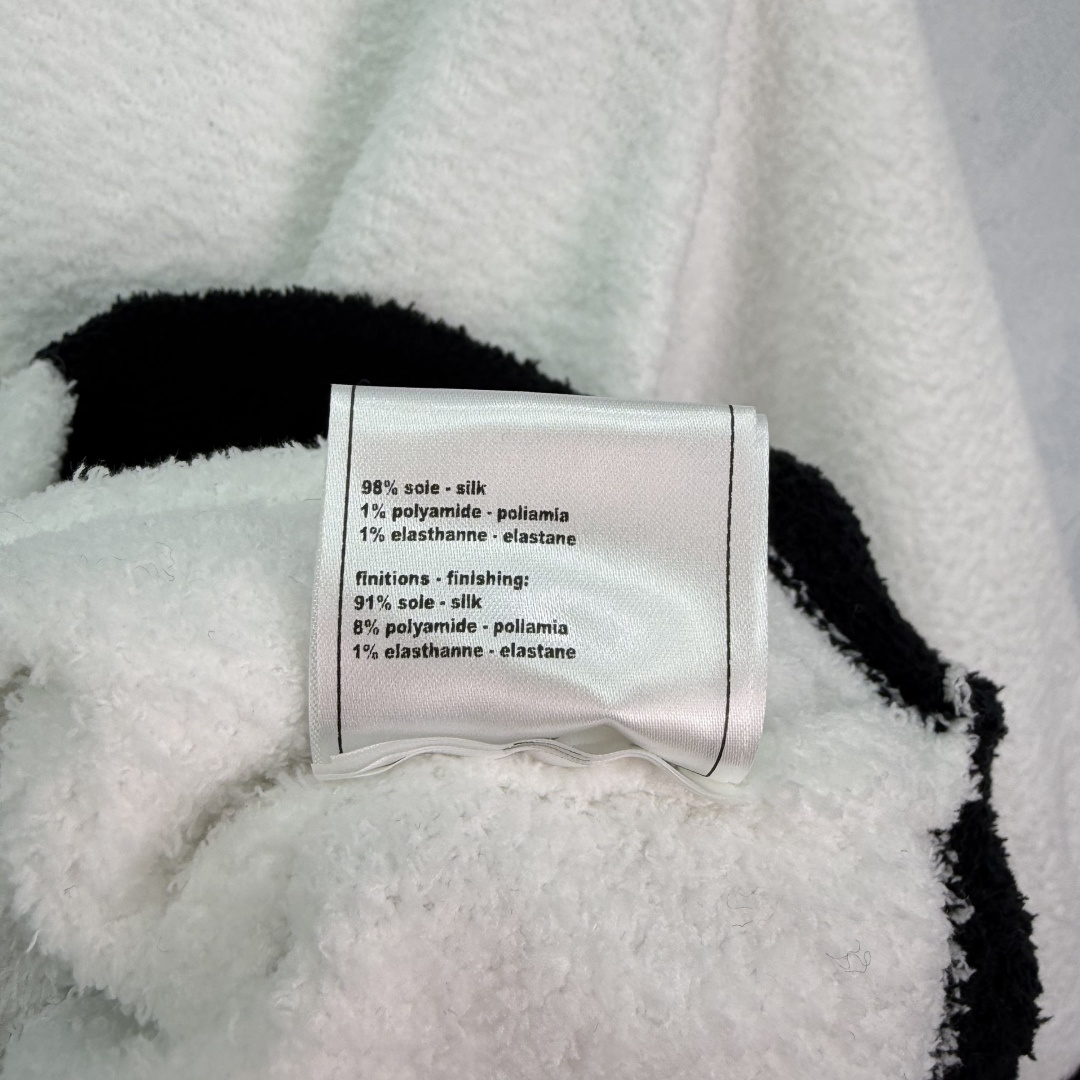 98% soie - silk
1% polyamide - poliamia
1% elasthanne - elastane
finitions - finishing:
91% soie - silk
8% polyamide - poliamia
1% elasthanne - elastane